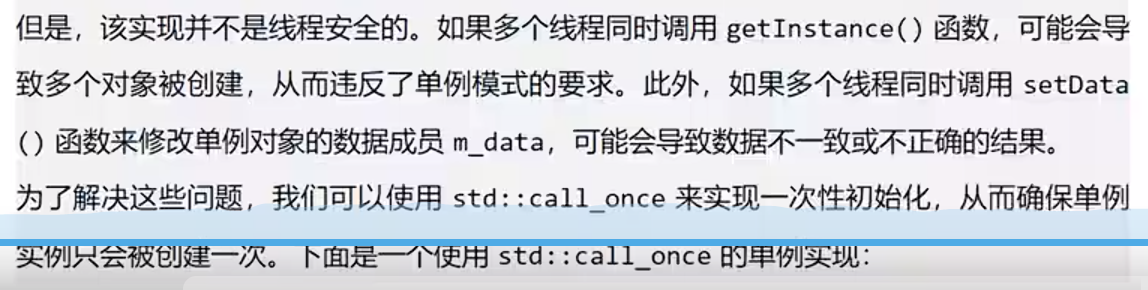 但是，该实现并不是线程安全的。如果多个线程同时调用 getInstance() 函数，可能会导
致多个对象被创建，从而违反了单例模式的要求。此外，如果多个线程同时调用 setData
() 函数来修改单例对象的数据成员 m_data，可能会导致数据不一致或不正确的结果。
为了解决这些问题，我们可以使用 std::call_once 来实现一次性初始化，从而确保单例
实例只会被创建一次。下面是一个使用 std::call_once 的单例实现：